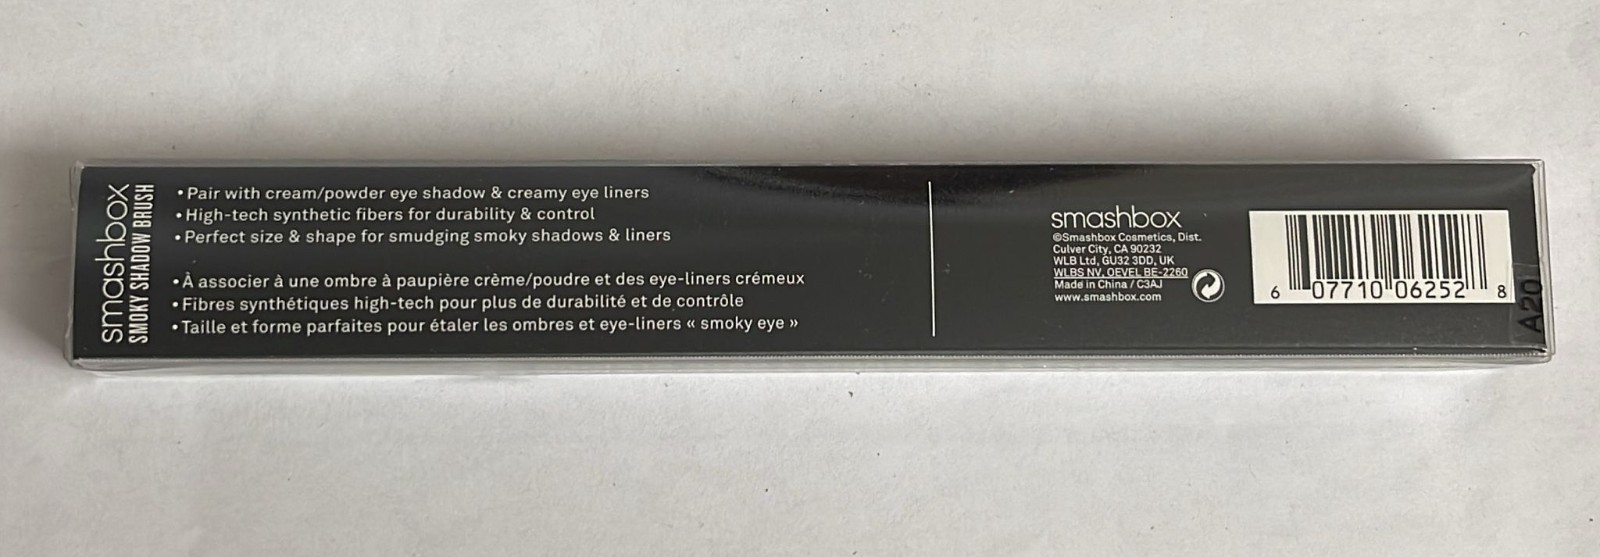 smashbox
SMOKY SHADOW BRUSH
• Pair with cream/powder eye shadow & creamy eye liners
• High-tech synthetic fibers for durability & control
• Perfect size & shape for smudging smoky shadows & liners
• À associer à une ombre à paupière crème/poudre et des eye-liners crémeux
• Fibres synthétiques high-tech pour plus de durabilité et de contrôle
• Taille et forme parfaites pour étaler les ombres et eye-liners « smoky eye »
smashbox
©Smashbox Cosmetics, Dist.
Culver City, CA 90232
WLB Ltd, GU32 3DD, UK
WLBS NV, OEVEL BE-2260
Made in China / C3AJ
www.smashbox.com
6 07710 06252 8
A20